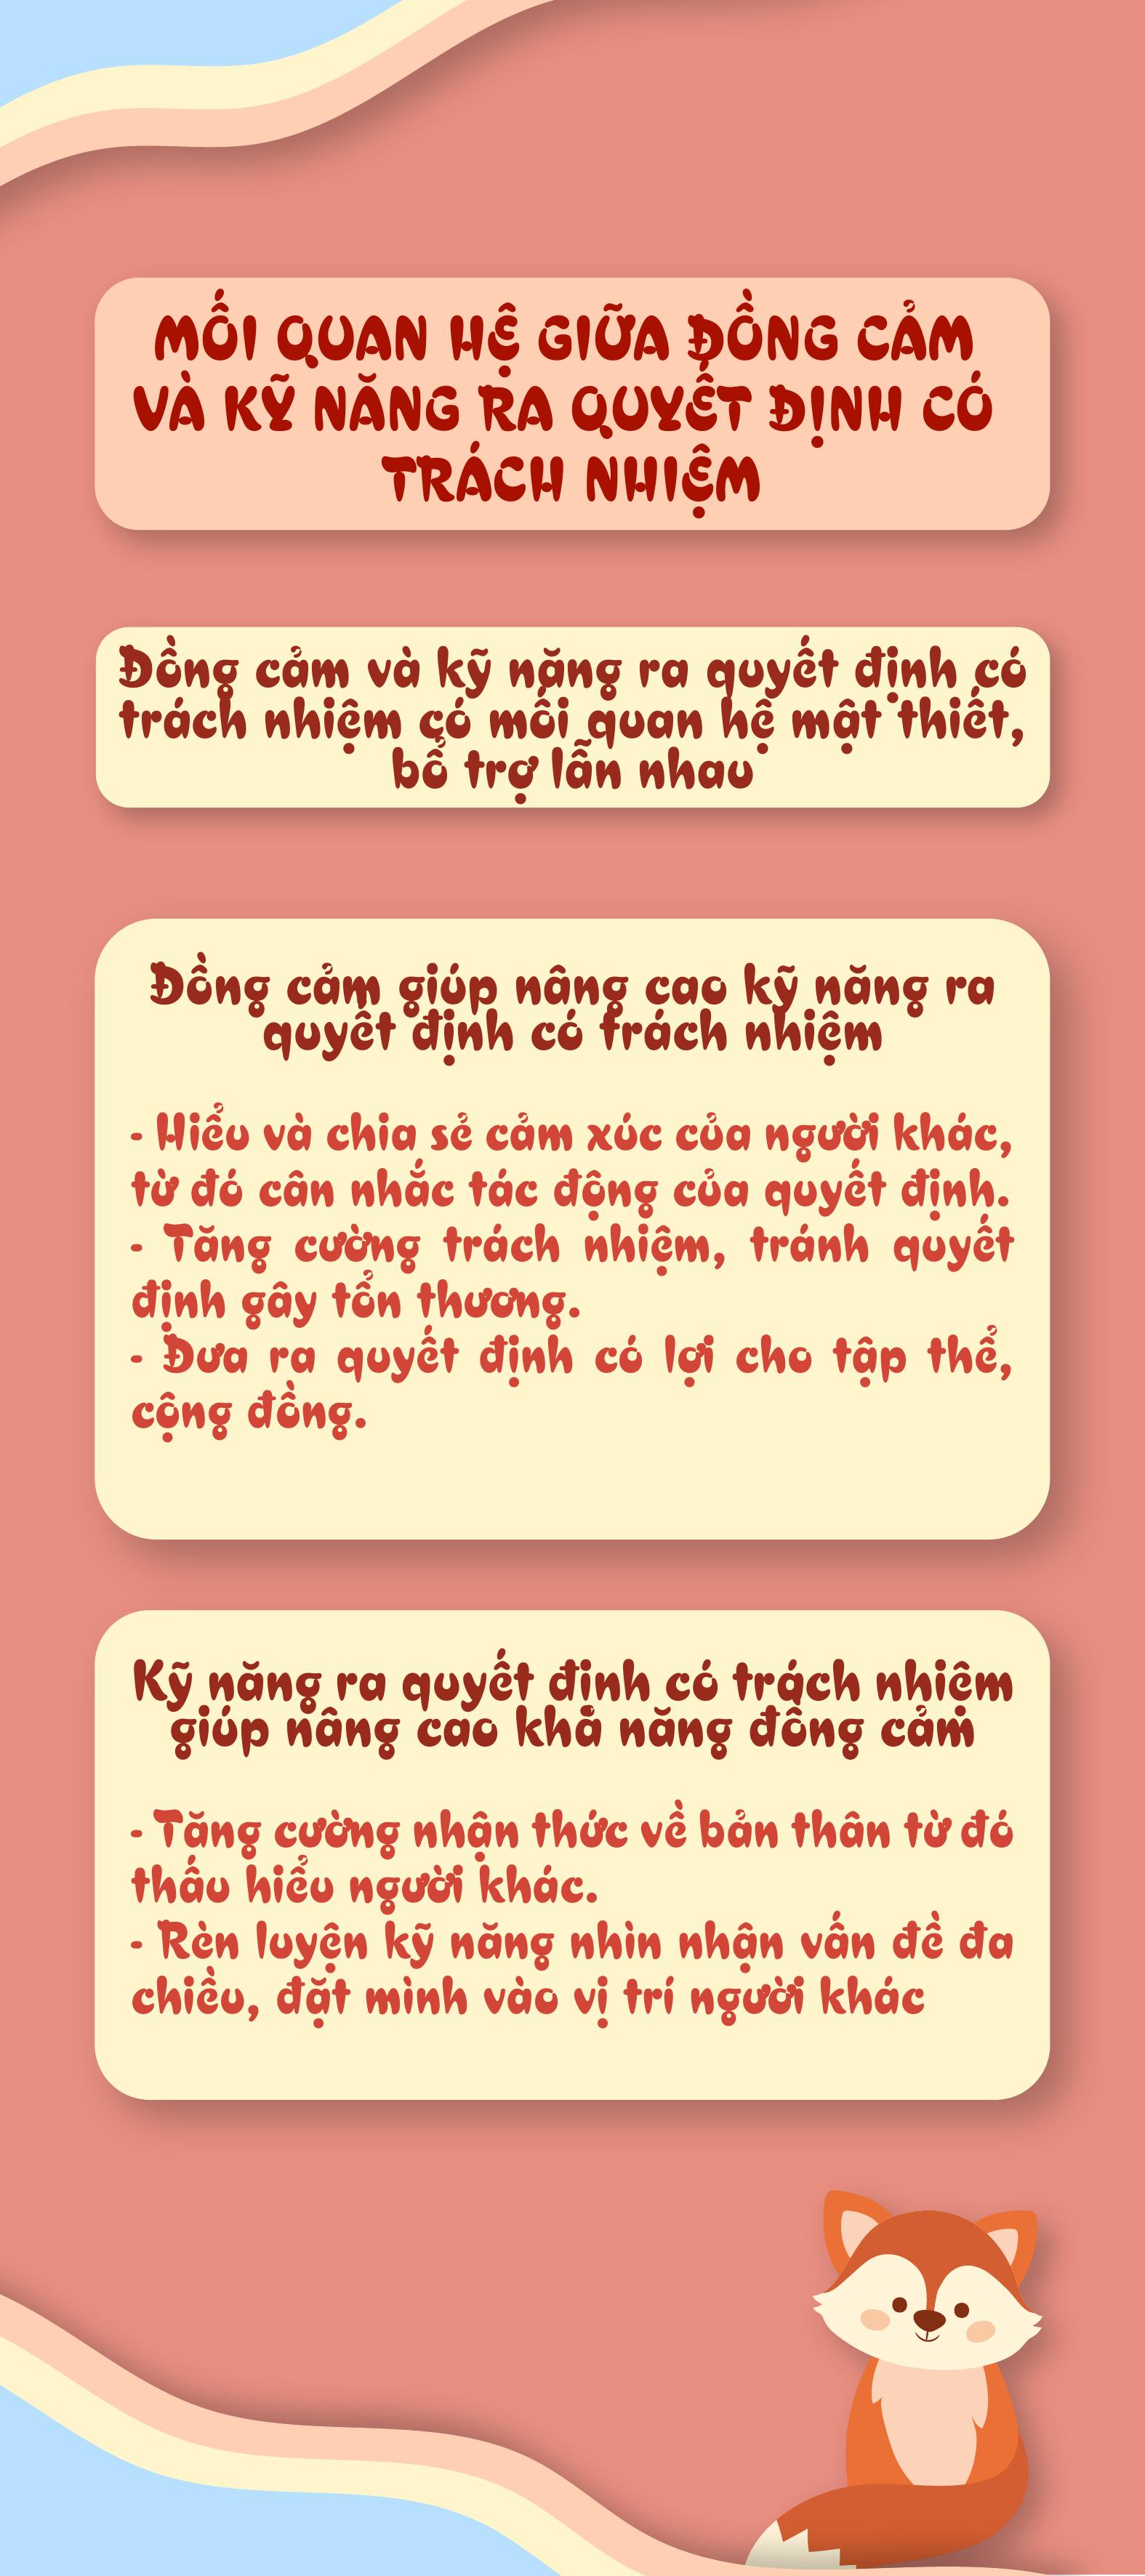 MỐI QUAN HỆ GIỮA ĐỒNG CẢM
VÀ KỸ NĂNG RA QUYẾT ĐỊNH CÓ
TRÁCH NHIỆM
Đồng cảm và kỹ năng ra quyết định có
trách nhiệm có mối quan hệ mật thiết,
bổ trợ lẫn nhau
Đồng cảm giúp nâng cao kỹ năng ra
quyết định có trách nhiệm
- Hiểu và chia sẻ cảm xúc của người khác,
từ đó cân nhắc tác động của quyết định.
- Tăng cường trách nhiệm, tránh quyết
định gây tổn thương.
- Đưa ra quyết định có lợi cho tập thể,
cộng đồng.
Kỹ năng ra quyết định có trách nhiệm
giúp nâng cao khả năng đồng cảm
- Tăng cường nhận thức về bản thân từ đó
thấu hiểu người khác.
- Rèn luyện kỹ năng nhìn nhận vấn đề đa
chiều, đặt mình vào vị trí người khác